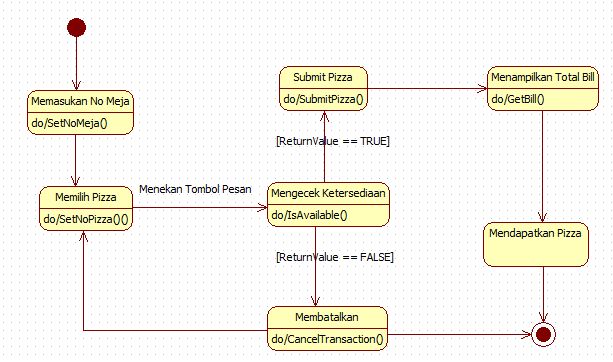 Memasukan No Meja
do/SetNoMeja()
Memilih Pizza
do/SetNoPizza()()
Menekan Tombol Pesan
Mengecek Ketersediaan
do/IsAvailable()
[ReturnValue == TRUE]
Submit Pizza
do/SubmitPizza()
Menampilkan Total Bill
do/GetBill()
Mendapatkan Pizza
[ReturnValue == FALSE]
Membatalkan
do/CancelTransaction()